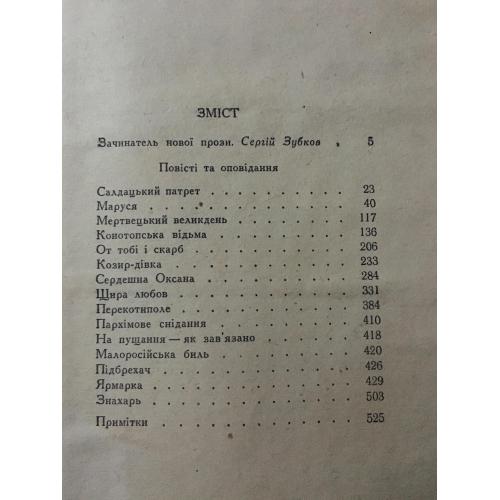 ЗМІСТ
Зачинатель нової прози. Сергій Зубков . 5
Повісті та оповідання
Салдацький патрет . . . . . . . . . . 23
Маруся . . . . . . . . . . . . . 40
Мертвецький великдень . . . . . . . . . 117
Конотопська відьма . . . . . . . . . . 136
От тобі і скарб . . . . . . . . . . . 206
Козир-дівка . . . . . . . . . . . . 233
Сердешна Оксана . . . . . . . . . . 284
Щира любов . . . . . . . . . . . . 331
Перекотиполе . . . . . . . . . . . 384
Пархімове снідання . . . . . . . . . . 410
На пущання — як зав'язано . . . . . . . 418
Малоросійська биль . . . . . . . . . . 420
Підбрехач . . . . . . . . . . . . . 426
Ярмарка . . . . . . . . . . . . . 429
Знахарь . . . . . . . . . . . . . 503
Примітки . . . . . . . . . . . . . 525